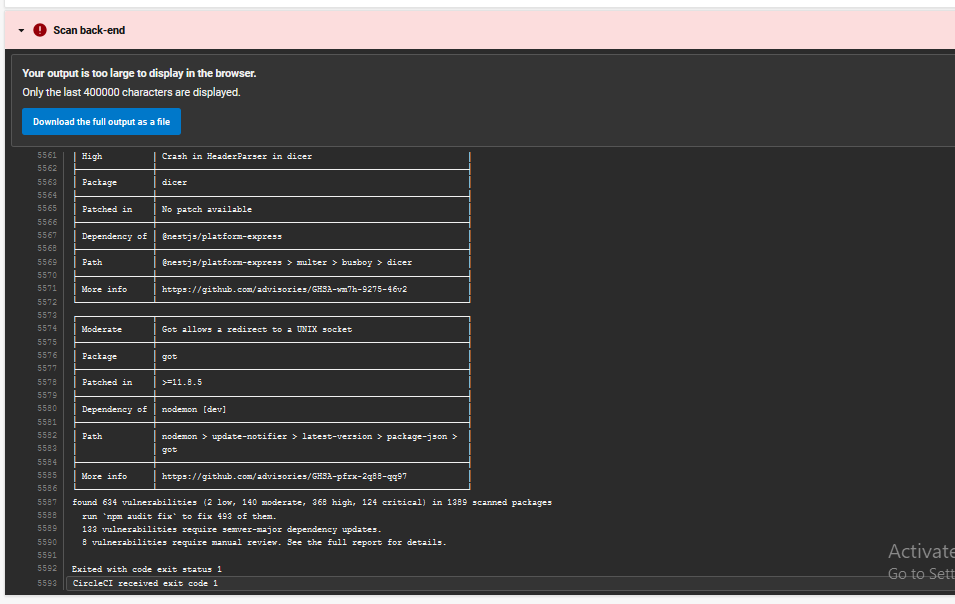 Scan back-end
Your output is too large to display in the browser.
Only the last 400000 characters are displayed.
Download the full output as a file
5561 High Crash in HeaderParser in dicer
5562
5563 Package dicer
5564
5565 Patched in No patch available
5566
5567 Dependency of @nestjs/platform-express
5568
5569 Path @nestjs/platform-express > multer > busboy > dicer
5570
5571 More info https://github.com/advisories/GHSA-wm7h-9275-46v2
5572
5573
5574 Moderate Got allows a redirect to a UNIX socket
5575
5576 Package got
5577
5578 Patched in >=11.8.5
5579
5580 Dependency of nodemon [dev]
5581
5582 Path nodemon > update-notifier > latest-version > package-json >
5583 got
5584
5585 More info https://github.com/advisories/GHSA-pfrx-2q88-qq97
5586
5587 found 634 vulnerabilities (2 low, 140 moderate, 368 high, 124 critical) in 1389 scanned packages
5588 run `npm audit fix` to fix 493 of them.
5589 133 vulnerabilities require semver-major dependency updates.
5590 8 vulnerabilities require manual review. See the full report for details.
5591
5592 Exited with code exit status 1
5593 CircleCI received exit code 1
Activate
Go to Sett